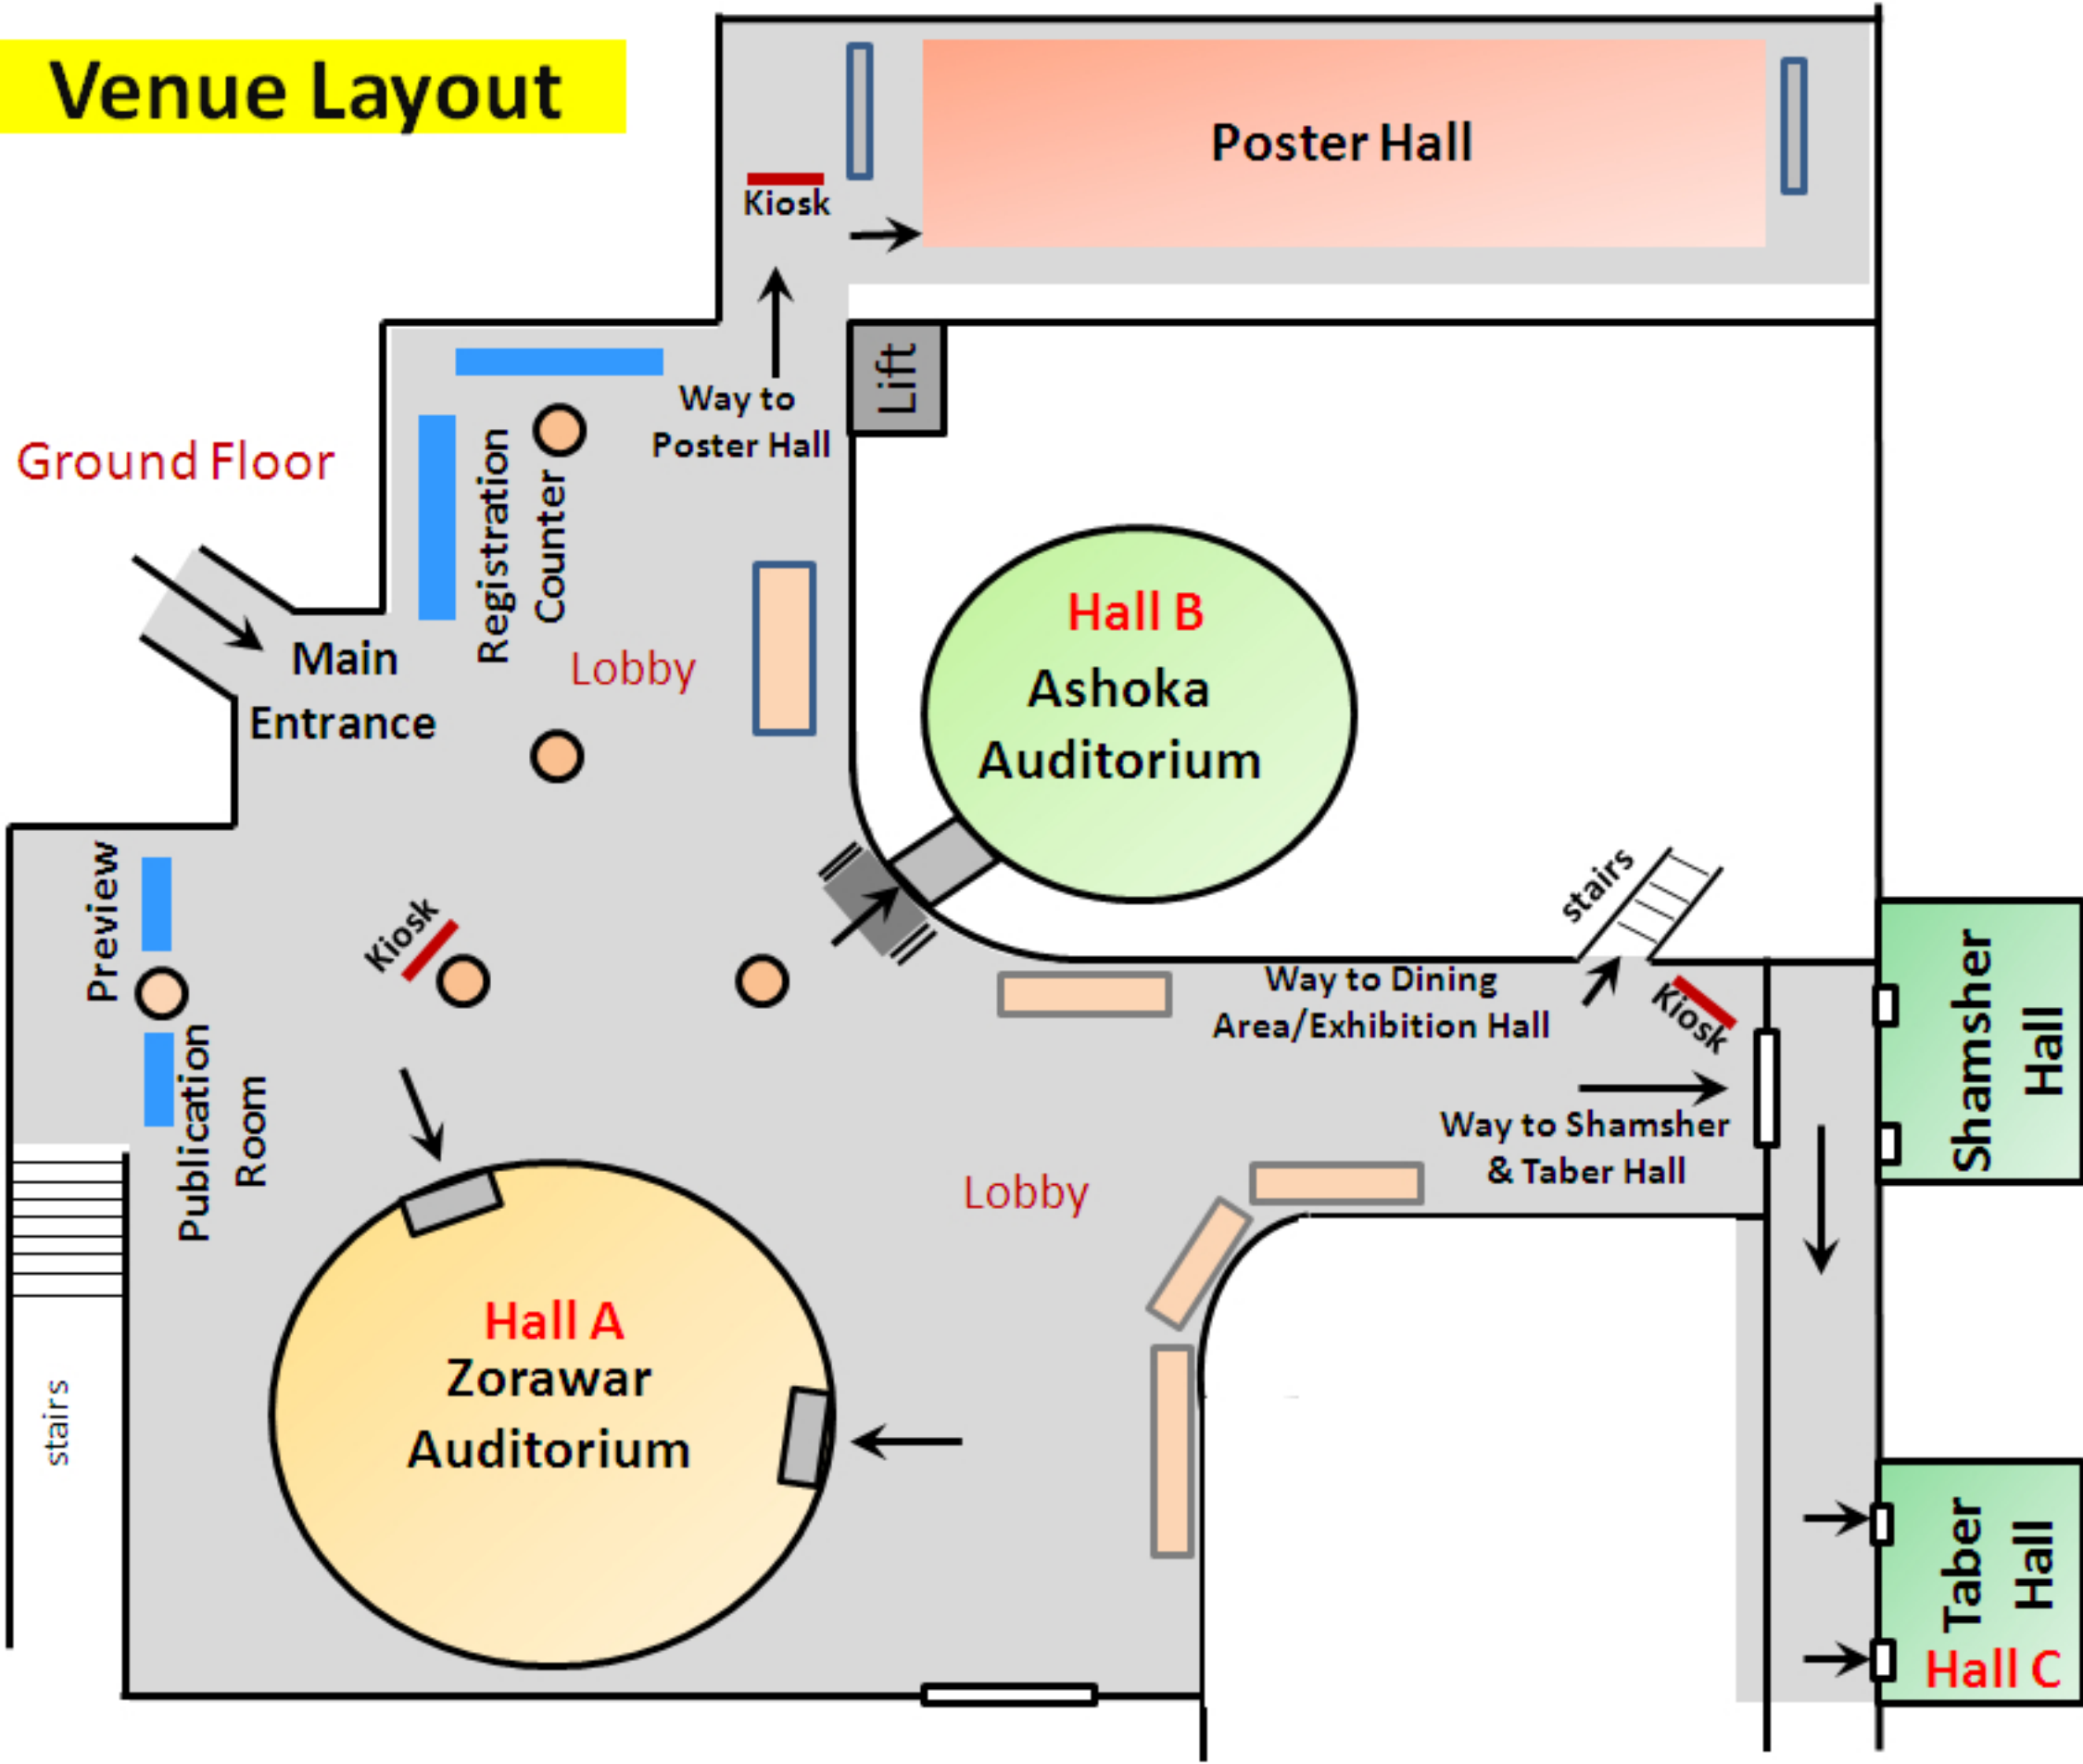 Venue Layout
Poster Hall
Kiosk
Lift
Way to
Poster Hall
Ground Floor
Registration
Counter
Main
Entrance
Lobby
Hall B
Ashoka
Auditorium
stairs
Preview
Kiosk
Way to Dining
Area/Exhibition Hall
Kiosk
Shamsher
Hall
Publication
Room
Way to Shamsher
& Taber Hall
Lobby
Hall A
Zorawar
Auditorium
stairs
Taber
Hall
Hall C